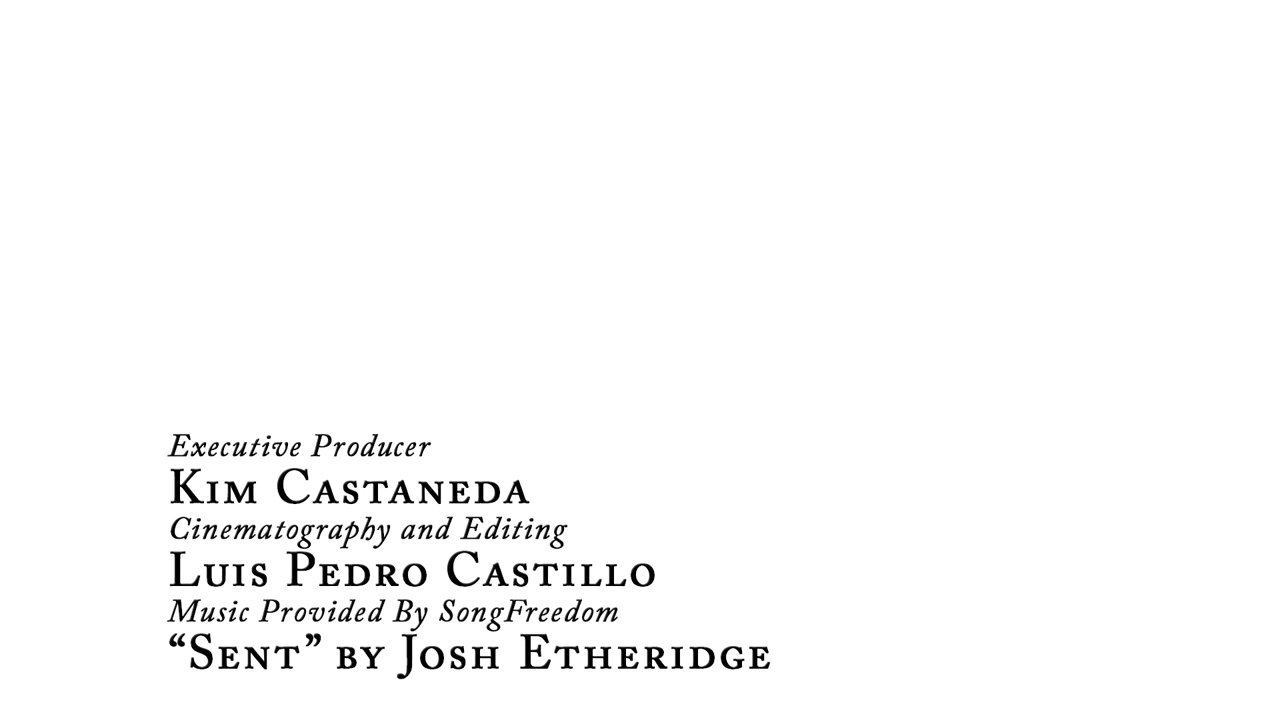 Executive Producer
Kim Castaneda
Cinematography and Editing
Luis Pedro Castillo
Music Provided By SongFreedom
“Sent” by Josh Etheridge